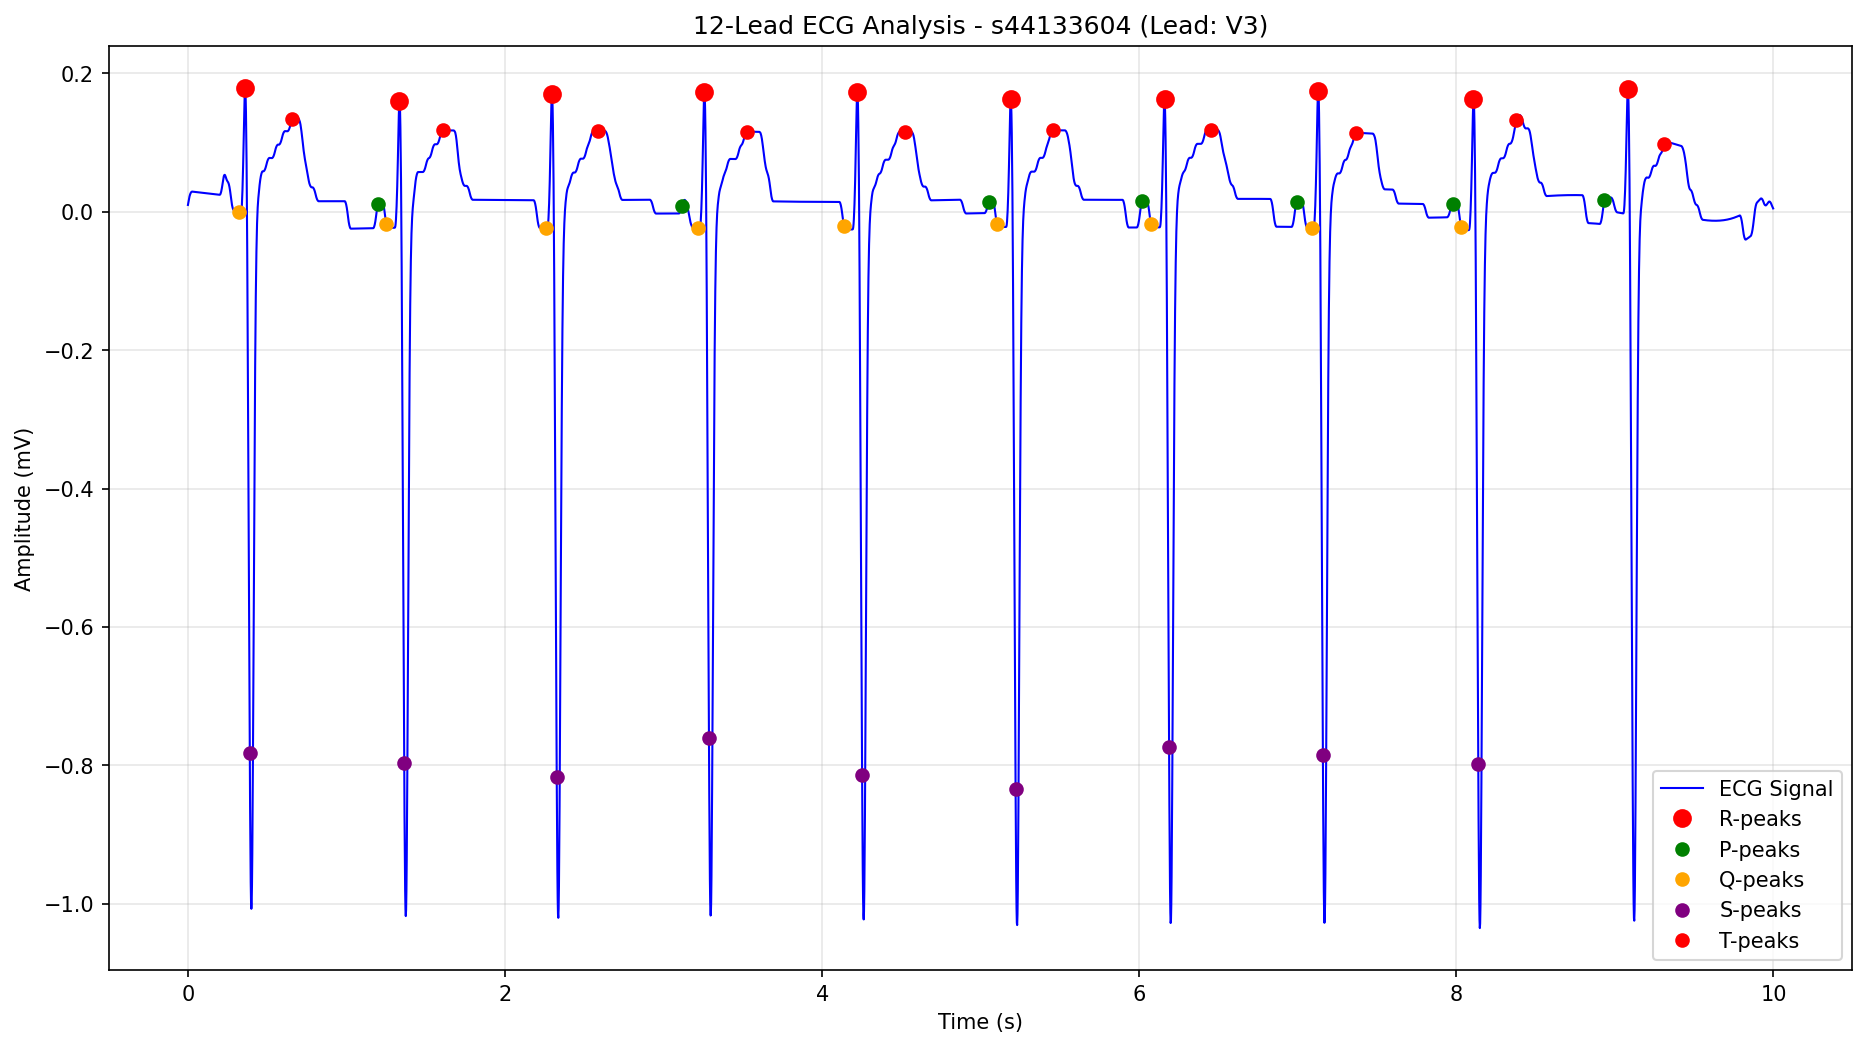 12-Lead ECG Analysis - s44133604 (Lead: V3)
0.2
0.0
−0.2
−0.4
−0.6
−0.8
−1.0
Amplitude (mV)
0 2 4 6 8 10
Time (s)
ECG Signal
R-peaks
P-peaks
Q-peaks
S-peaks
T-peaks